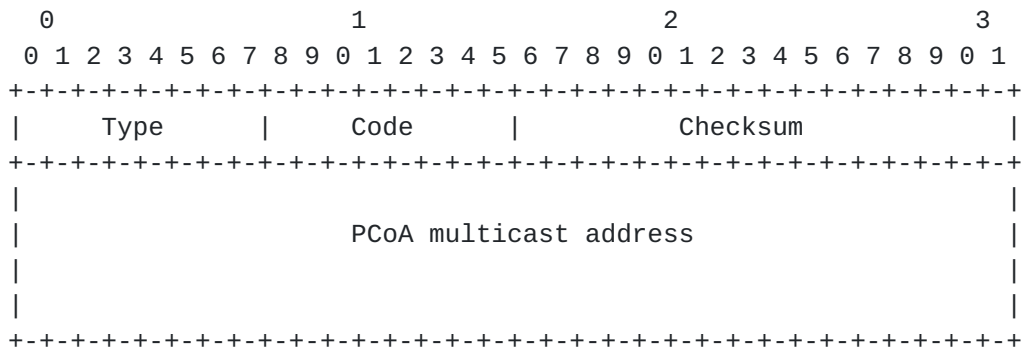 0                   1                   2                   3
 0 1 2 3 4 5 6 7 8 9 0 1 2 3 4 5 6 7 8 9 0 1 2 3 4 5 6 7 8 9 0 1
+-+-+-+-+-+-+-+-+-+-+-+-+-+-+-+-+-+-+-+-+-+-+-+-+-+-+-+-+-+-+-+-+
|     Type      |     Code      |          Checksum             |
+-+-+-+-+-+-+-+-+-+-+-+-+-+-+-+-+-+-+-+-+-+-+-+-+-+-+-+-+-+-+-+-+
|                                                               |
|                     PCoA multicast address                    |
|                                                               |
|                                                               |
+-+-+-+-+-+-+-+-+-+-+-+-+-+-+-+-+-+-+-+-+-+-+-+-+-+-+-+-+-+-+-+-+